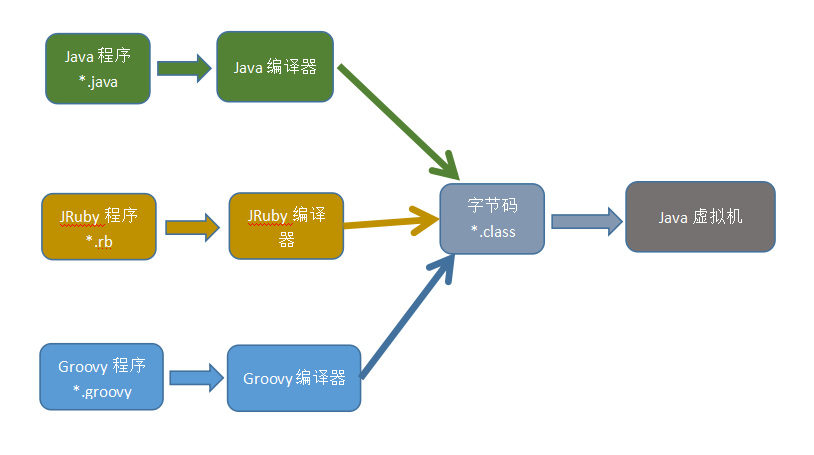 Java 程序
*.java
Java 编译器
JRuby 程序
*.rb
JRuby 编译
器
字节码
*.class
Java 虚拟机
Groovy 程序
*.groovy
Groovy 编译器